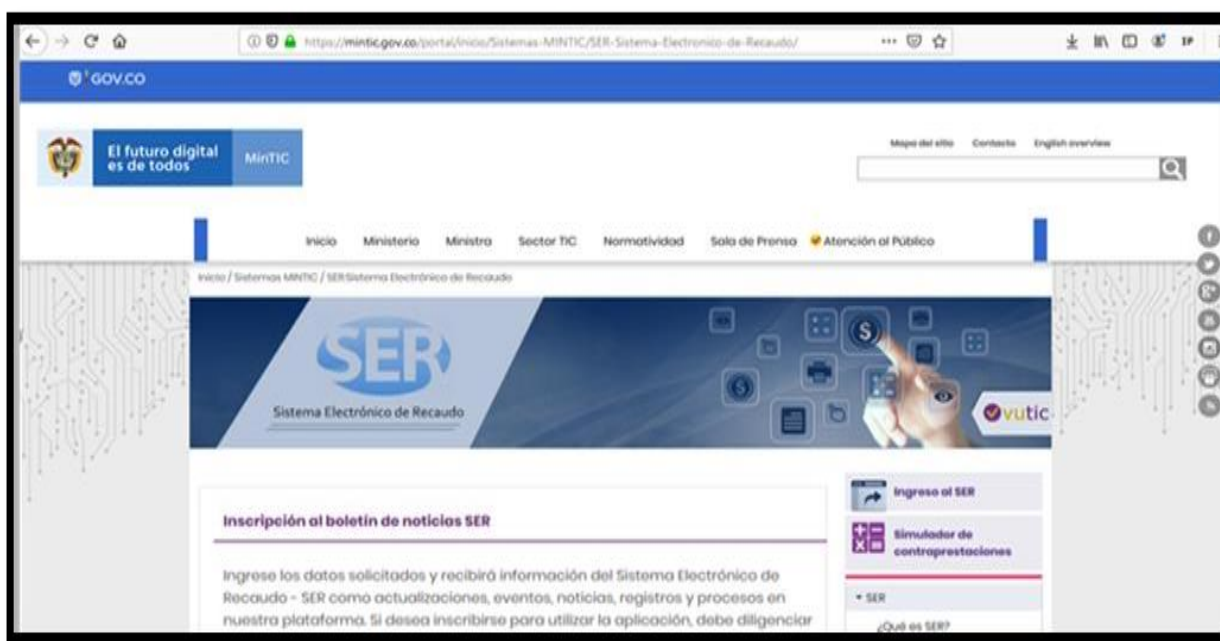 https://mintic.gov.co/portal/inicio/Sistemas-MINTIC/SER-Sistema-Electronico-de-Recaudo/
GOV.CO
El futuro digital
es de todos
MinTIC
Mapa del sitio Contacto English overview
Inicio Ministerio Ministra Sector TIC Normatividad Sala de Prensa Atención al Público
Inicio / Sistemas MINTIC / SER:Sistema Electrónico de Recaudo
SER
Sistema Electrónico de Recaudo
vutic
Ingreso al SER
Inscripción al boletín de noticias SER
Simulador de
contraprestaciones
Ingrese los datos solicitados y recibirá información del Sistema Electrónico de
Recaudo - SER como actualizaciones, eventos, noticias, registros y procesos en
nuestra plataforma. Si desea inscribirse para utilizar la aplicación, debe diligenciar
SER
¿Qué es SER?